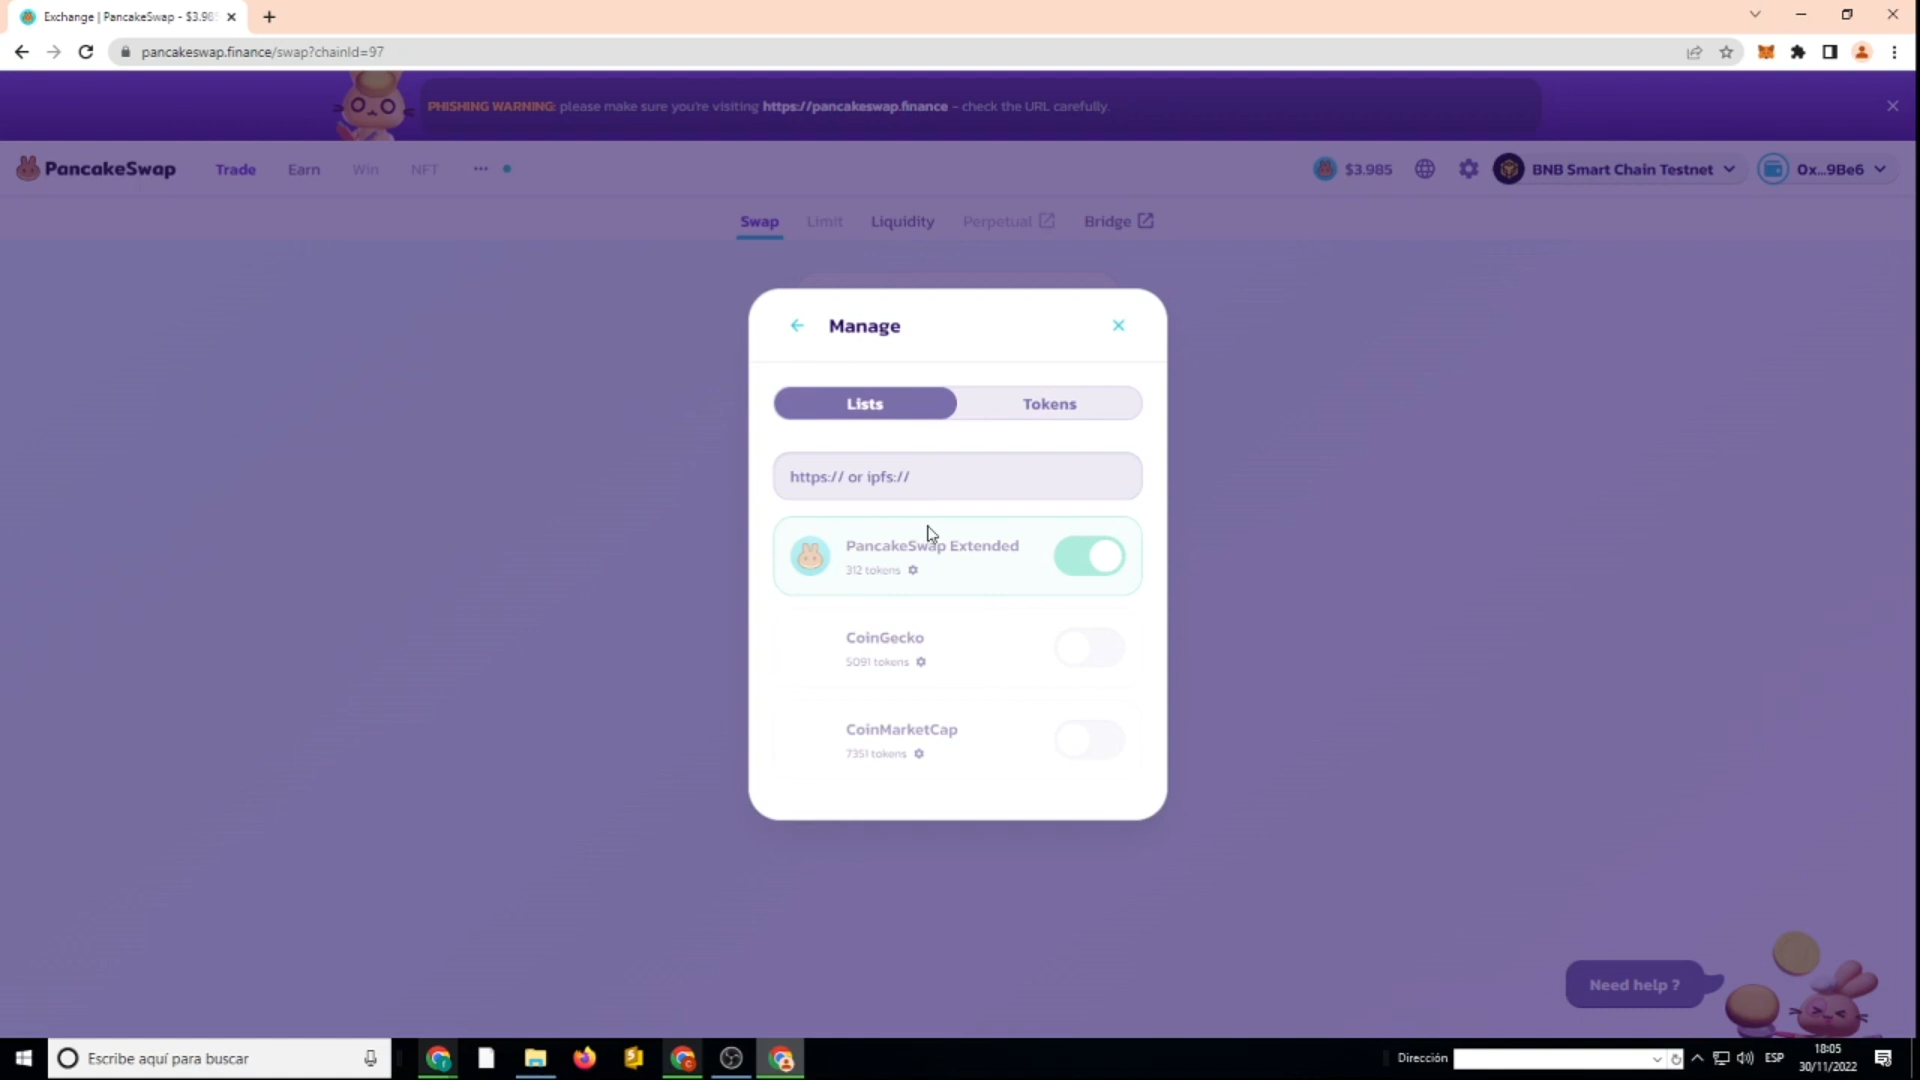 Exchange | PancakeSwap - $3.98
pancakeswap.finance/swap?chainId=97
PHISHING WARNING: please make sure you're visiting https://pancakeswap.finance - check the URL carefully.
PancakeSwap
Trade
Earn
Win
NFT
$3.985
BNB Smart Chain Testnet
0x...9Be6
Swap
Limit
Liquidity
Perpetual
Bridge
Manage
Lists
Tokens
https:// or ipfs://
PancakeSwap Extended
312 tokens
CoinGecko
5091 tokens
CoinMarketCap
7351 tokens
Need help ?
Escribe aquí para buscar
Dirección
ESP
18:05
30/11/2022